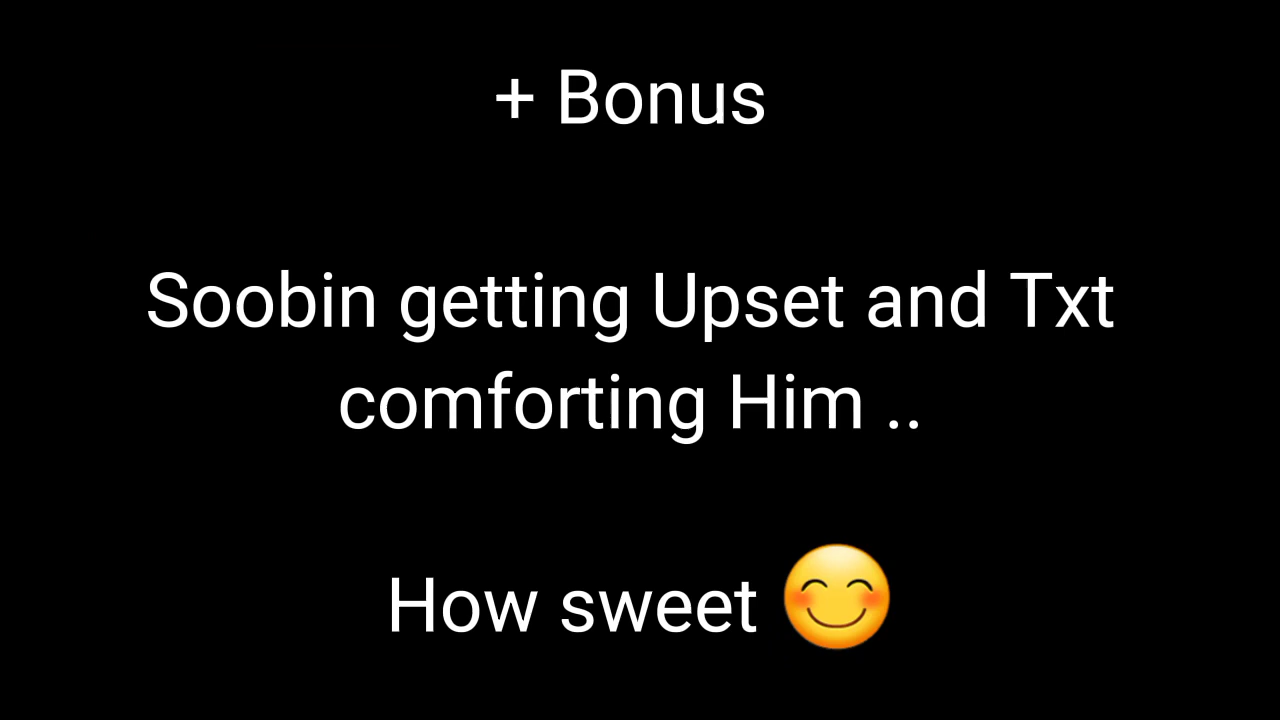 + Bonus
Soobin getting Upset and Txt
comforting Him ..
How sweet 😊